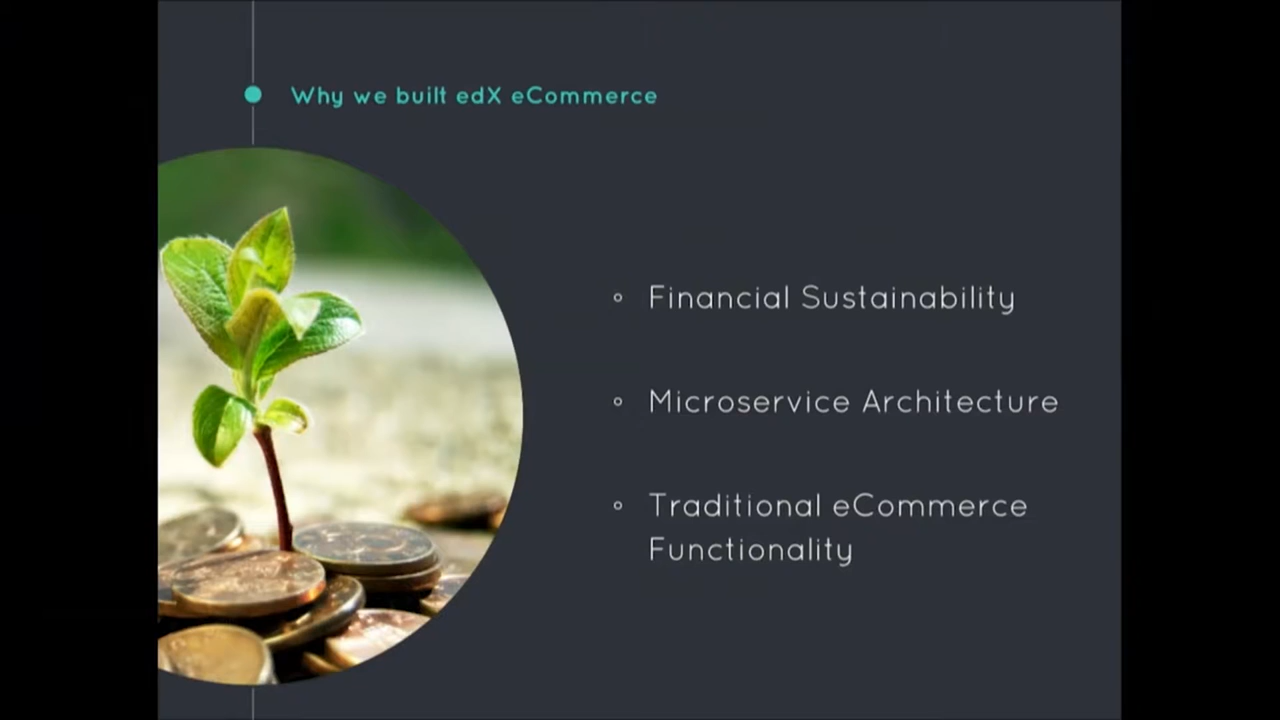 Why we built edX eCommerce
Financial Sustainability
Microservice Architecture
Traditional eCommerce
Functionality